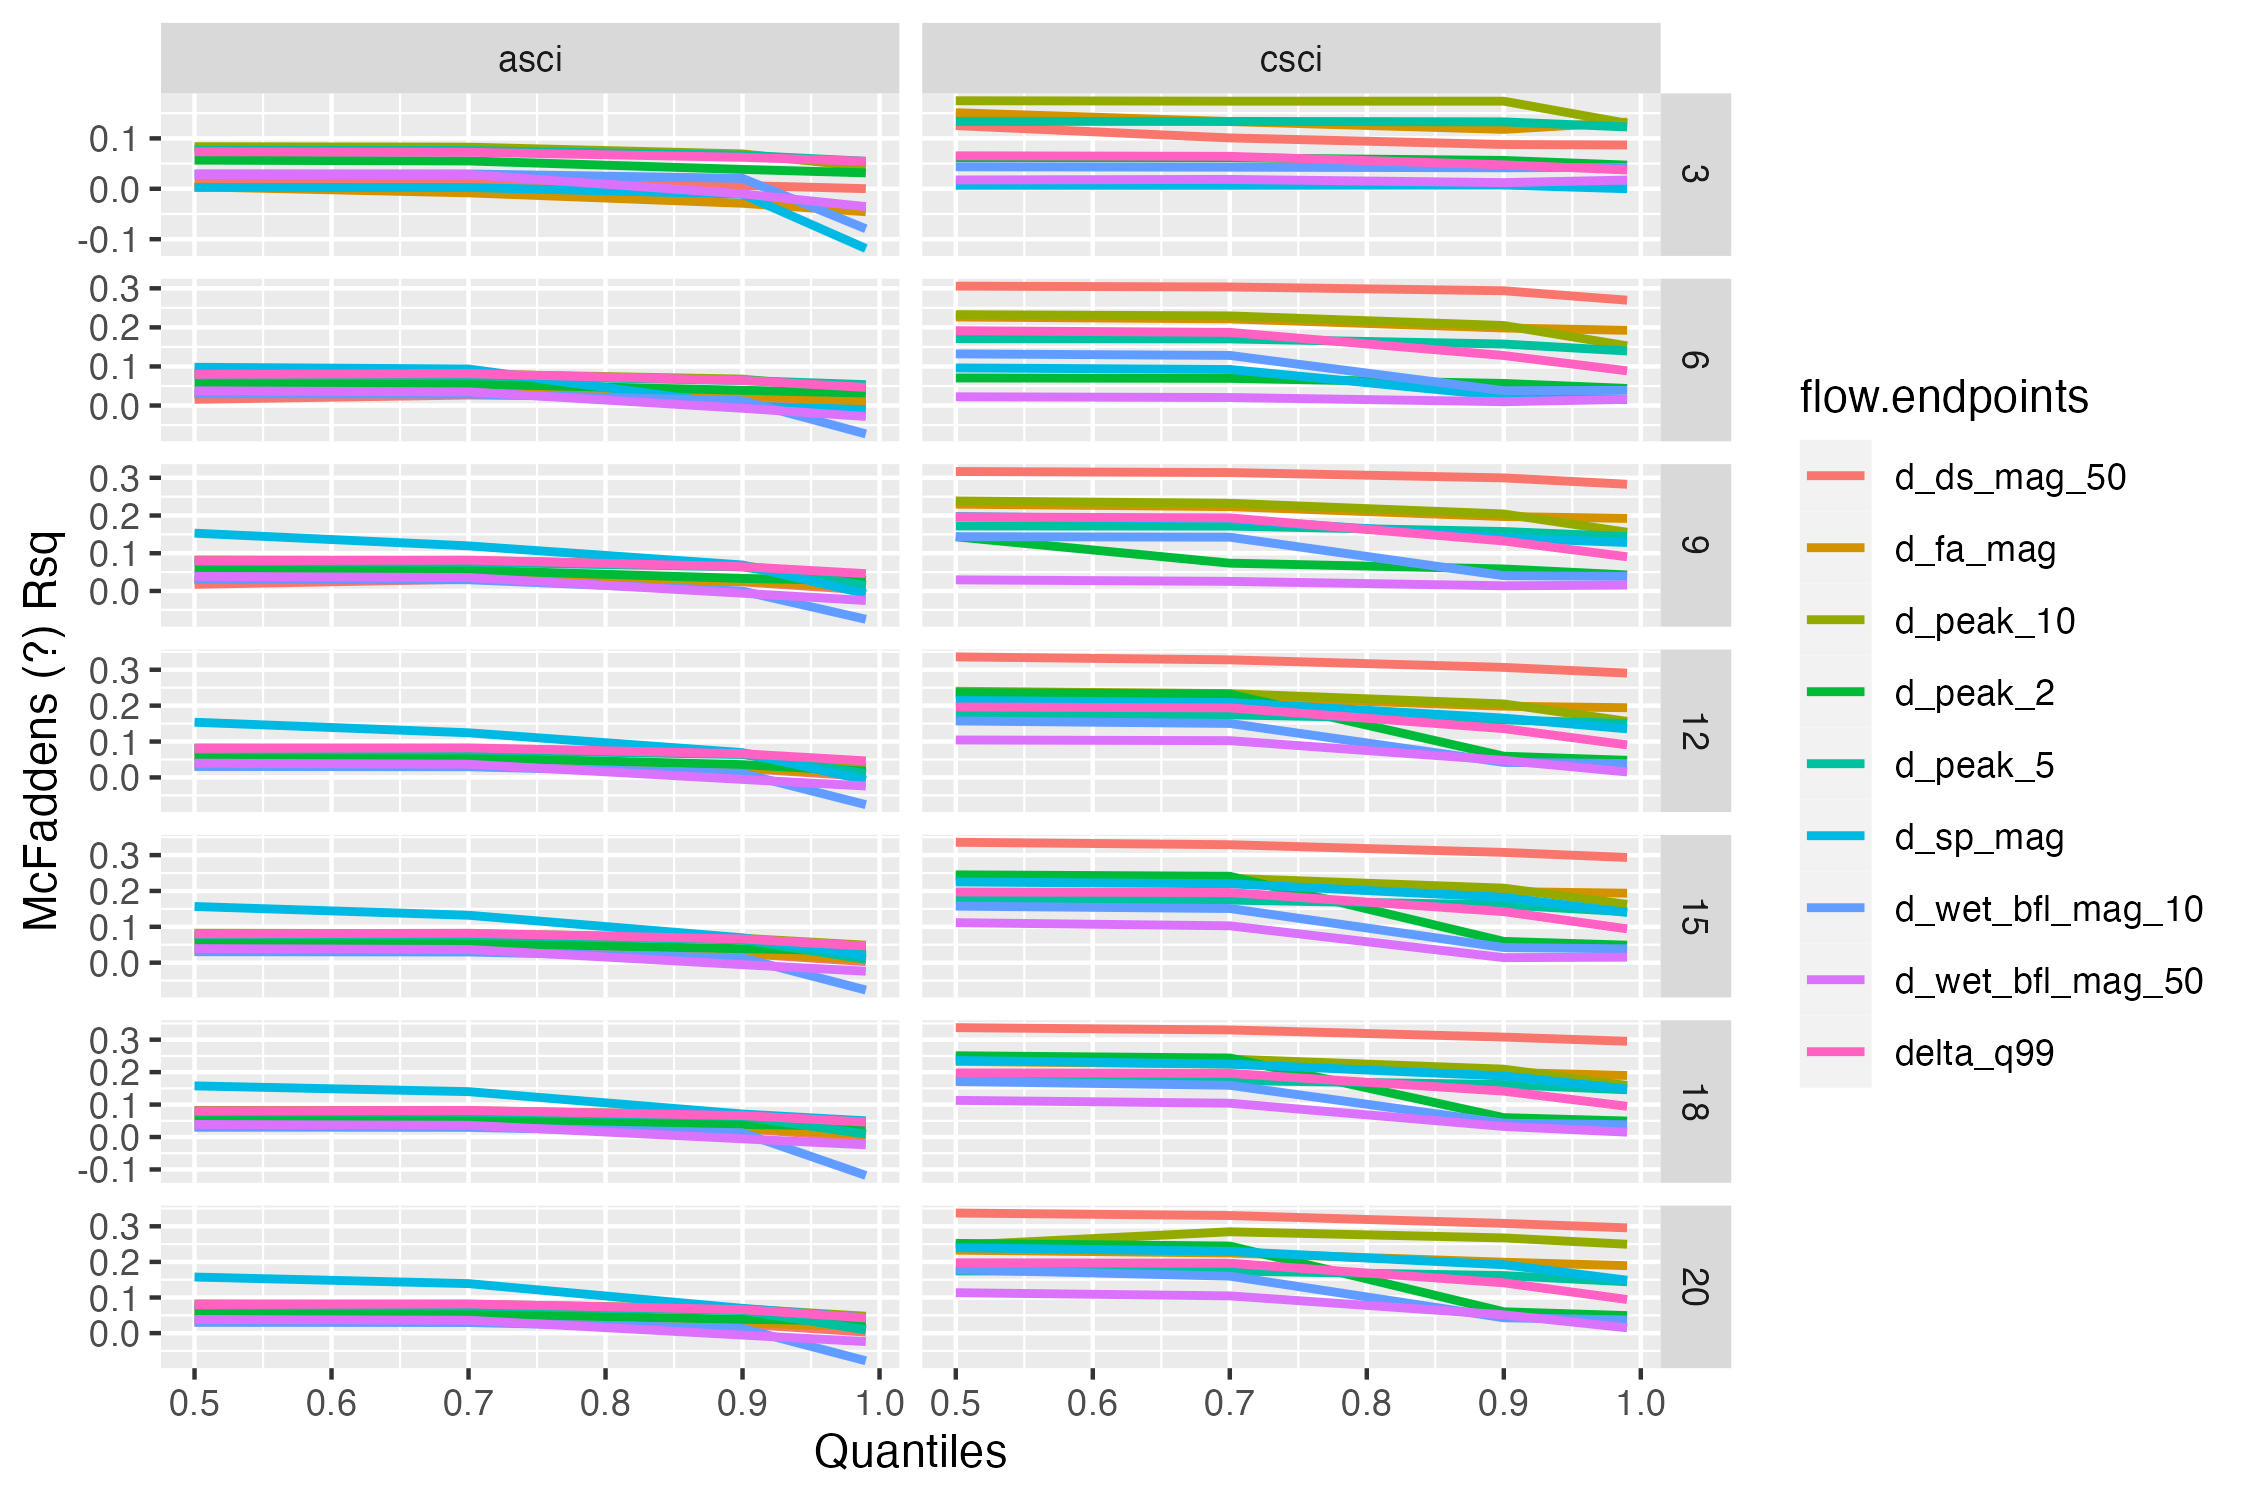 asci
csci
0.1
0.0
-0.1
3
0.3
0.2
0.1
0.0
6
0.3
0.2
0.1
0.0
9
0.3
0.2
0.1
0.0
12
0.3
0.2
0.1
0.0
15
0.3
0.2
0.1
0.0
-0.1
18
0.3
0.2
0.1
0.0
20
0.5 0.6 0.7 0.8 0.9 1.0
0.5 0.6 0.7 0.8 0.9 1.0
Quantiles
McFaddens (?) Rsq
flow.endpoints
d_ds_mag_50
d_fa_mag
d_peak_10
d_peak_2
d_peak_5
d_sp_mag
d_wet_bfl_mag_10
d_wet_bfl_mag_50
delta_q99